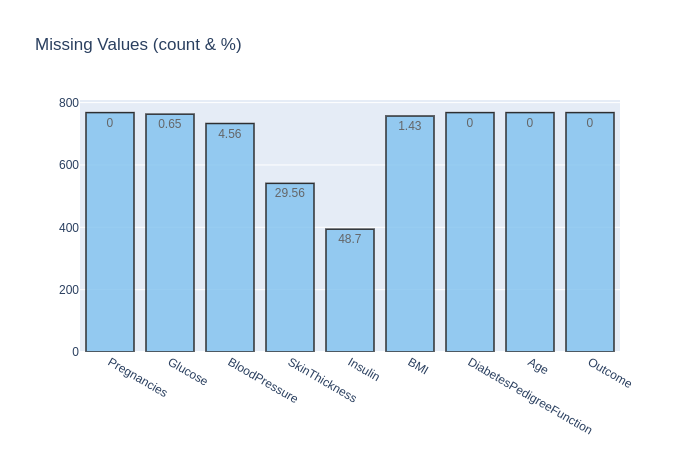 Missing Values (count & %)
800
600
400
200
0
0
0.65
4.56
29.56
48.7
1.43
0
0
0
Pregnancies
Glucose
BloodPressure
SkinThickness
Insulin
BMI
DiabetesPedigreeFunction
Age
Outcome